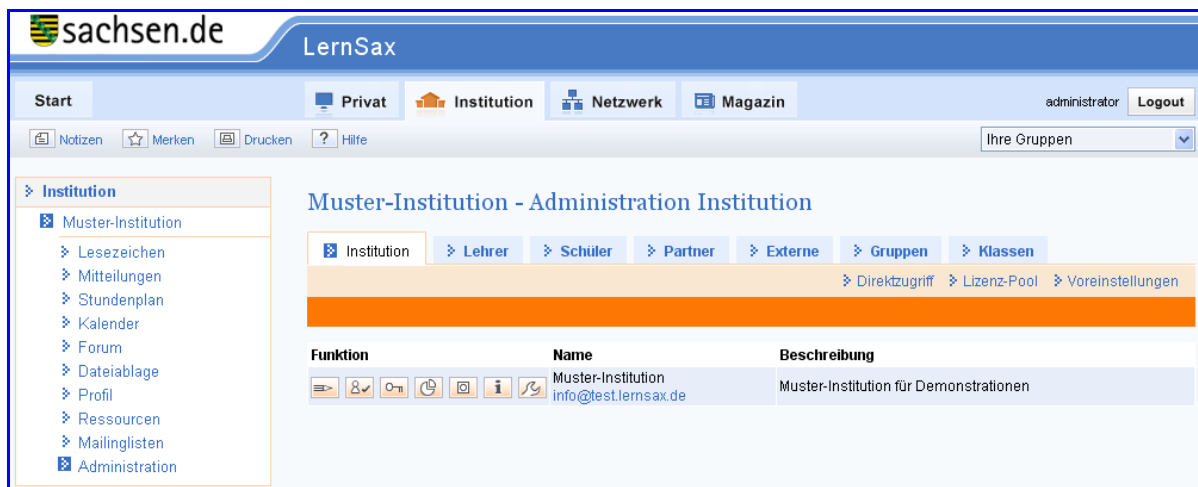 sachsen.de
LernSax
Start Privat Institution Netzwerk Magazin administrator Logout
Notizen Merken Drucken ? Hilfe Ihre Gruppen
Institution
Muster-Institution
Lesezeichen
Mitteilungen
Stundenplan
Kalender
Forum
Dateiablage
Profil
Ressourcen
Mailinglisten
Administration
Muster-Institution - Administration Institution
Institution Lehrer Schüler Partner Externe Gruppen Klassen
Direktzugriff Lizenz-Pool Voreinstellungen
Funktion Name Beschreibung
Muster-Institution Muster-Institution für Demonstrationen
info@test.lernsax.de